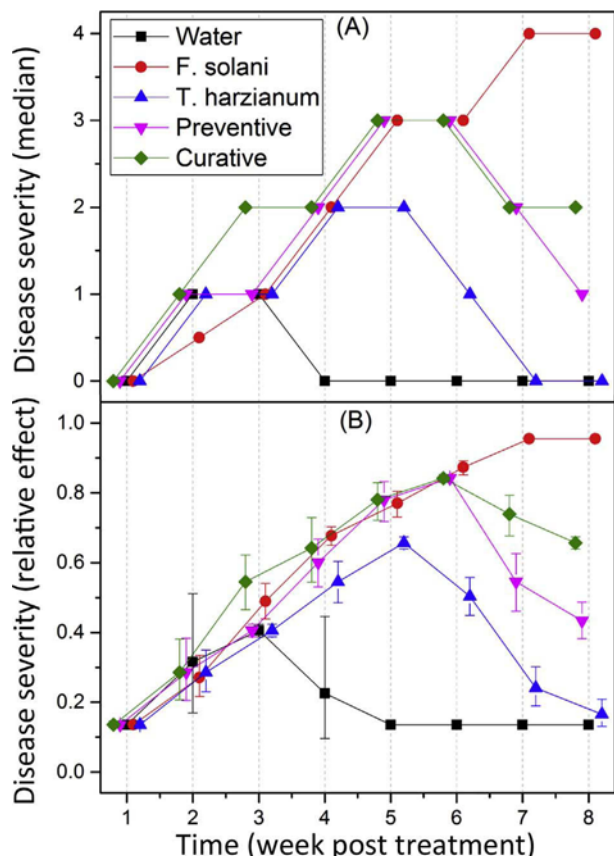 (A)
Water
F. solani
T. harzianum
Preventive
Curative
Disease severity (median)
4
3
2
1
0
(B)
Disease severity (relative effect)
1.0
0.8
0.6
0.4
0.2
0.0
1 2 3 4 5 6 7 8
Time (week post treatment)